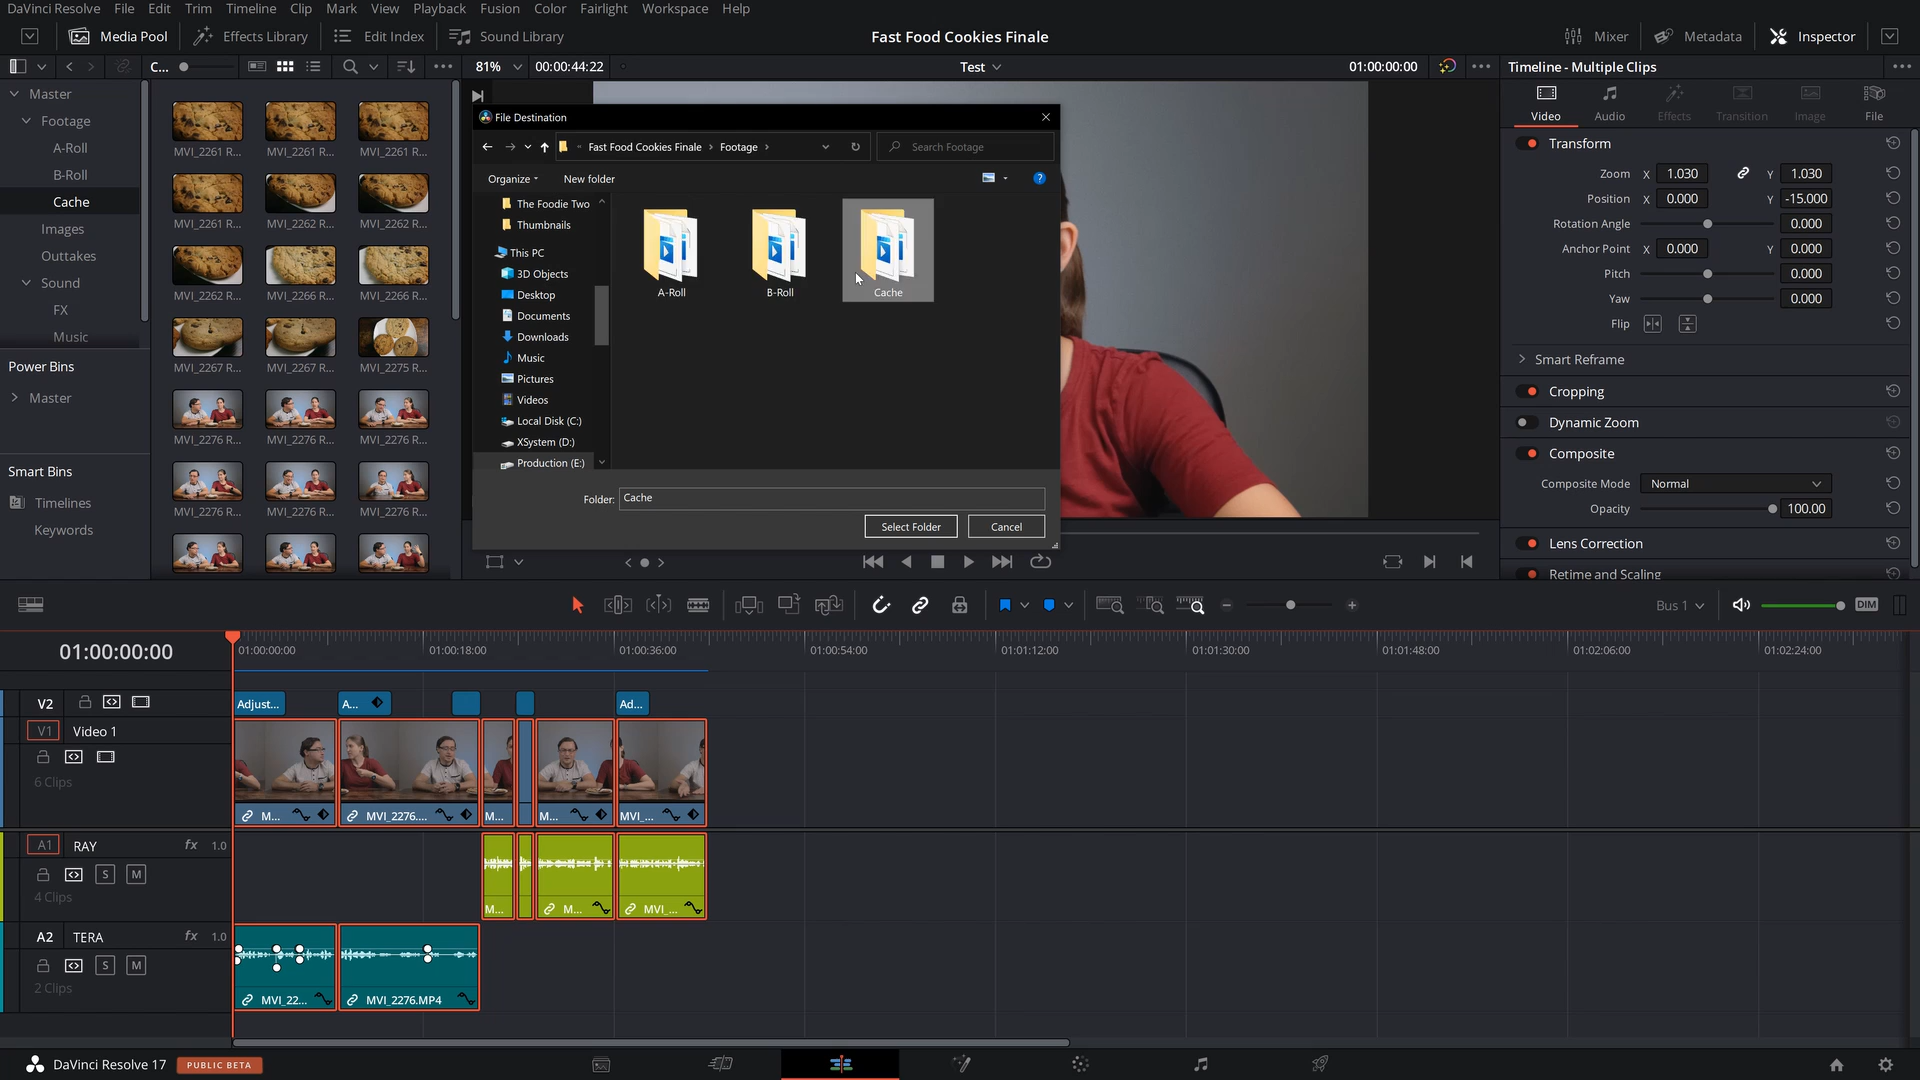 DaVinci Resolve File Edit Trim Timeline Clip Mark View Playback Fusion Color Fairlight Workspace Help
Media Pool Effects Library Edit Index Sound Library
Fast Food Cookies Finale
Mixer Metadata Inspector
C...
81% 00:00:44:22 Test 01:00:00:00
Timeline - Multiple Clips
Master
Footage
A-Roll
B-Roll
Cache
Images
Outtakes
Sound
FX
Music
Power Bins
Master
Smart Bins
Timelines
Keywords
MVI_2261 R... MVI_2261 R... MVI_2261 R...
MVI_2261 R... MVI_2262 R... MVI_2262 R...
MVI_2262 R... MVI_2266 R... MVI_2266 R...
MVI_2267 R... MVI_2267 R... MVI_2275 R...
MVI_2276 R... MVI_2276 R... MVI_2276 R...
MVI_2276 R... MVI_2276 R... MVI_2276 R...
File Destination
« Fast Food Cookies Finale › Footage ›
Search Footage
Organize New folder
The Foodie Two
Thumbnails
This PC
3D Objects
Desktop
Documents
Downloads
Music
Pictures
Videos
Local Disk (C:)
XSystem (D:)
Production (E:)
A-Roll B-Roll Cache
Folder: Cache
Select Folder Cancel
Video Audio Effects Transition Image File
Transform
Zoom X 1.030 Y 1.030
Position X 0.000 Y -15.000
Rotation Angle 0.000
Anchor Point X 0.000 Y 0.000
Pitch 0.000
Yaw 0.000
Flip
Smart Reframe
Cropping
Dynamic Zoom
Composite
Composite Mode Normal
Opacity 100.00
Lens Correction
Retime and Scaling
Bus 1 DIM
01:00:00:00
01:00:00:00 01:00:18:00 01:00:36:00 01:00:54:00 01:01:12:00 01:01:30:00 01:01:48:00 01:02:06:00 01:02:24:00
V2 Adjust... A... Ad...
V1 Video 1
6 Clips
M... MVI_2276.... M... M... MVI_...
A1 RAY fx 1.0
S M
4 Clips
M... M... MVI_...
A2 TERA fx 1.0
S M
2 Clips
MVI_22... MVI_2276.MP4
DaVinci Resolve 17 PUBLIC BETA